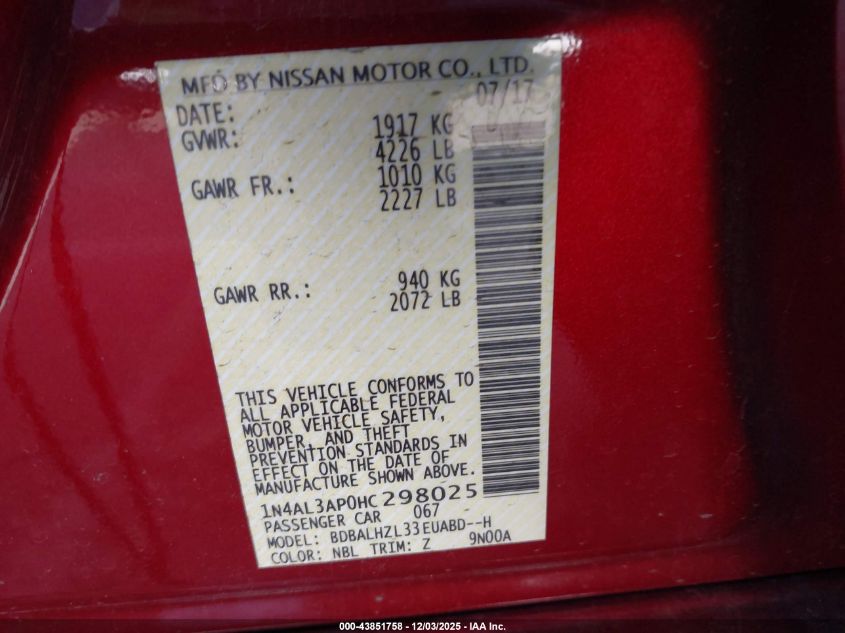 MFD BY NISSAN MOTOR CO., LTD.
DATE: 07/17
GVWR: 1917 KG
4226 LB
GAWR FR.: 1010 KG
2227 LB
GAWR RR.: 940 KG
2072 LB
THIS VEHICLE CONFORMS TO
ALL APPLICABLE FEDERAL
MOTOR VEHICLE SAFETY,
BUMPER, AND THEFT
PREVENTION STANDARDS IN
EFFECT ON THE DATE OF
MANUFACTURE SHOWN ABOVE.
1N4AL3AP0HC298025
PASSENGER CAR 067
MODEL: BDBALHZL33EUABD--H
COLOR: NBL TRIM: Z 9N00A
000-43851758 - 12/03/2025 - IAA Inc.